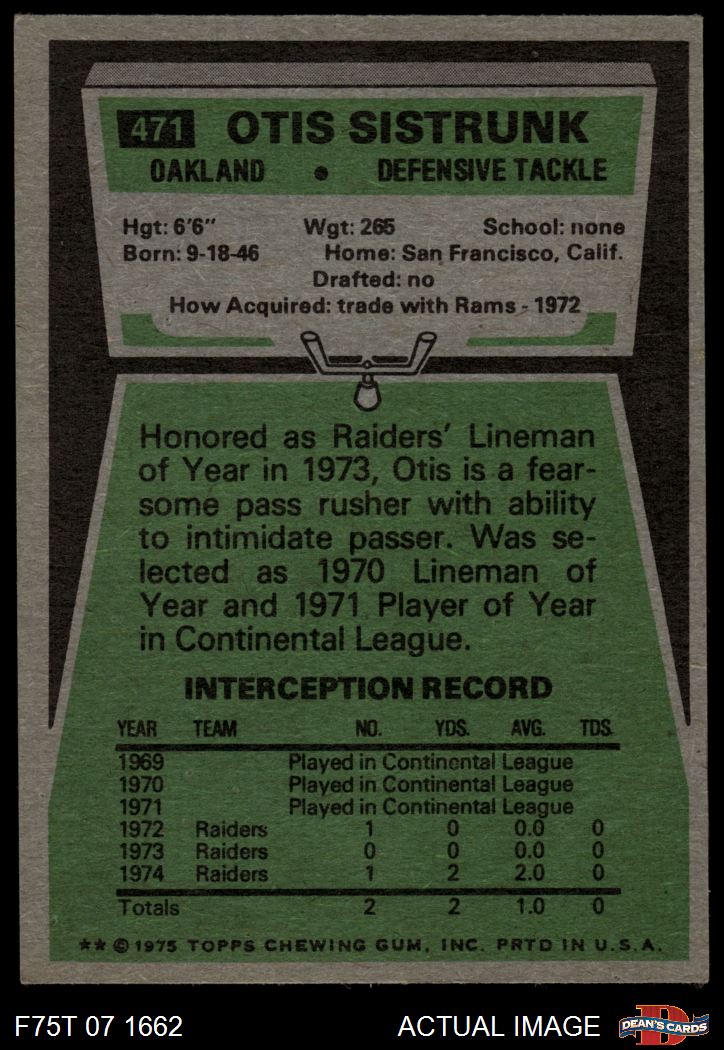 471 OTIS SISTRUNK
OAKLAND • DEFENSIVE TACKLE
Hgt: 6'6" Wgt: 265 School: none
Born: 9-18-46 Home: San Francisco, Calif.
Drafted: no
How Acquired: trade with Rams - 1972
Honored as Raiders' Lineman
of Year in 1973, Otis is a fear-
some pass rusher with ability
to intimidate passer. Was se-
lected as 1970 Lineman of
Year and 1971 Player of Year
in Continental League.
INTERCEPTION RECORD
YEAR TEAM NO. YDS. AVG. TDS.
1969 Played in Continental League
1970 Played in Continental League
1971 Played in Continental League
1972 Raiders 1 0 0.0 0
1973 Raiders 0 0 0.0 0
1974 Raiders 1 2 2.0 0
Totals 2 2 1.0 0
** © 1975 TOPPS CHEWING GUM, INC. PRTD IN U.S.A.
F75T 07 1662 ACTUAL IMAGE D DEAN'S CARDS